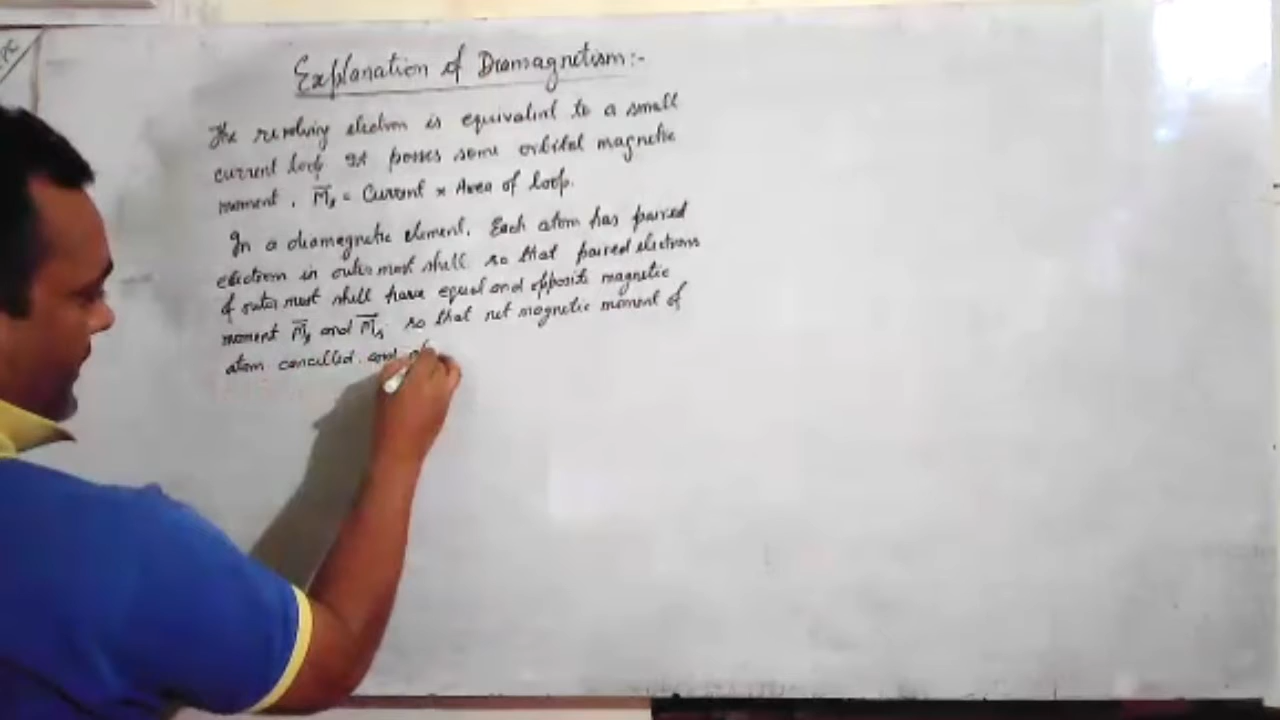 Explanation of Diamagnetism:-
The revolving electron is equivalent to a small
current loop It posses some orbital magnetic
moment, M = Current × Area of loop.
In a diamagnetic element, Each atom has paired
electron in outer most shell so that paired electrons
of outer most shell have equal and opposite magnetic
moment M and M so that net magnetic moment of
atom cancelled and